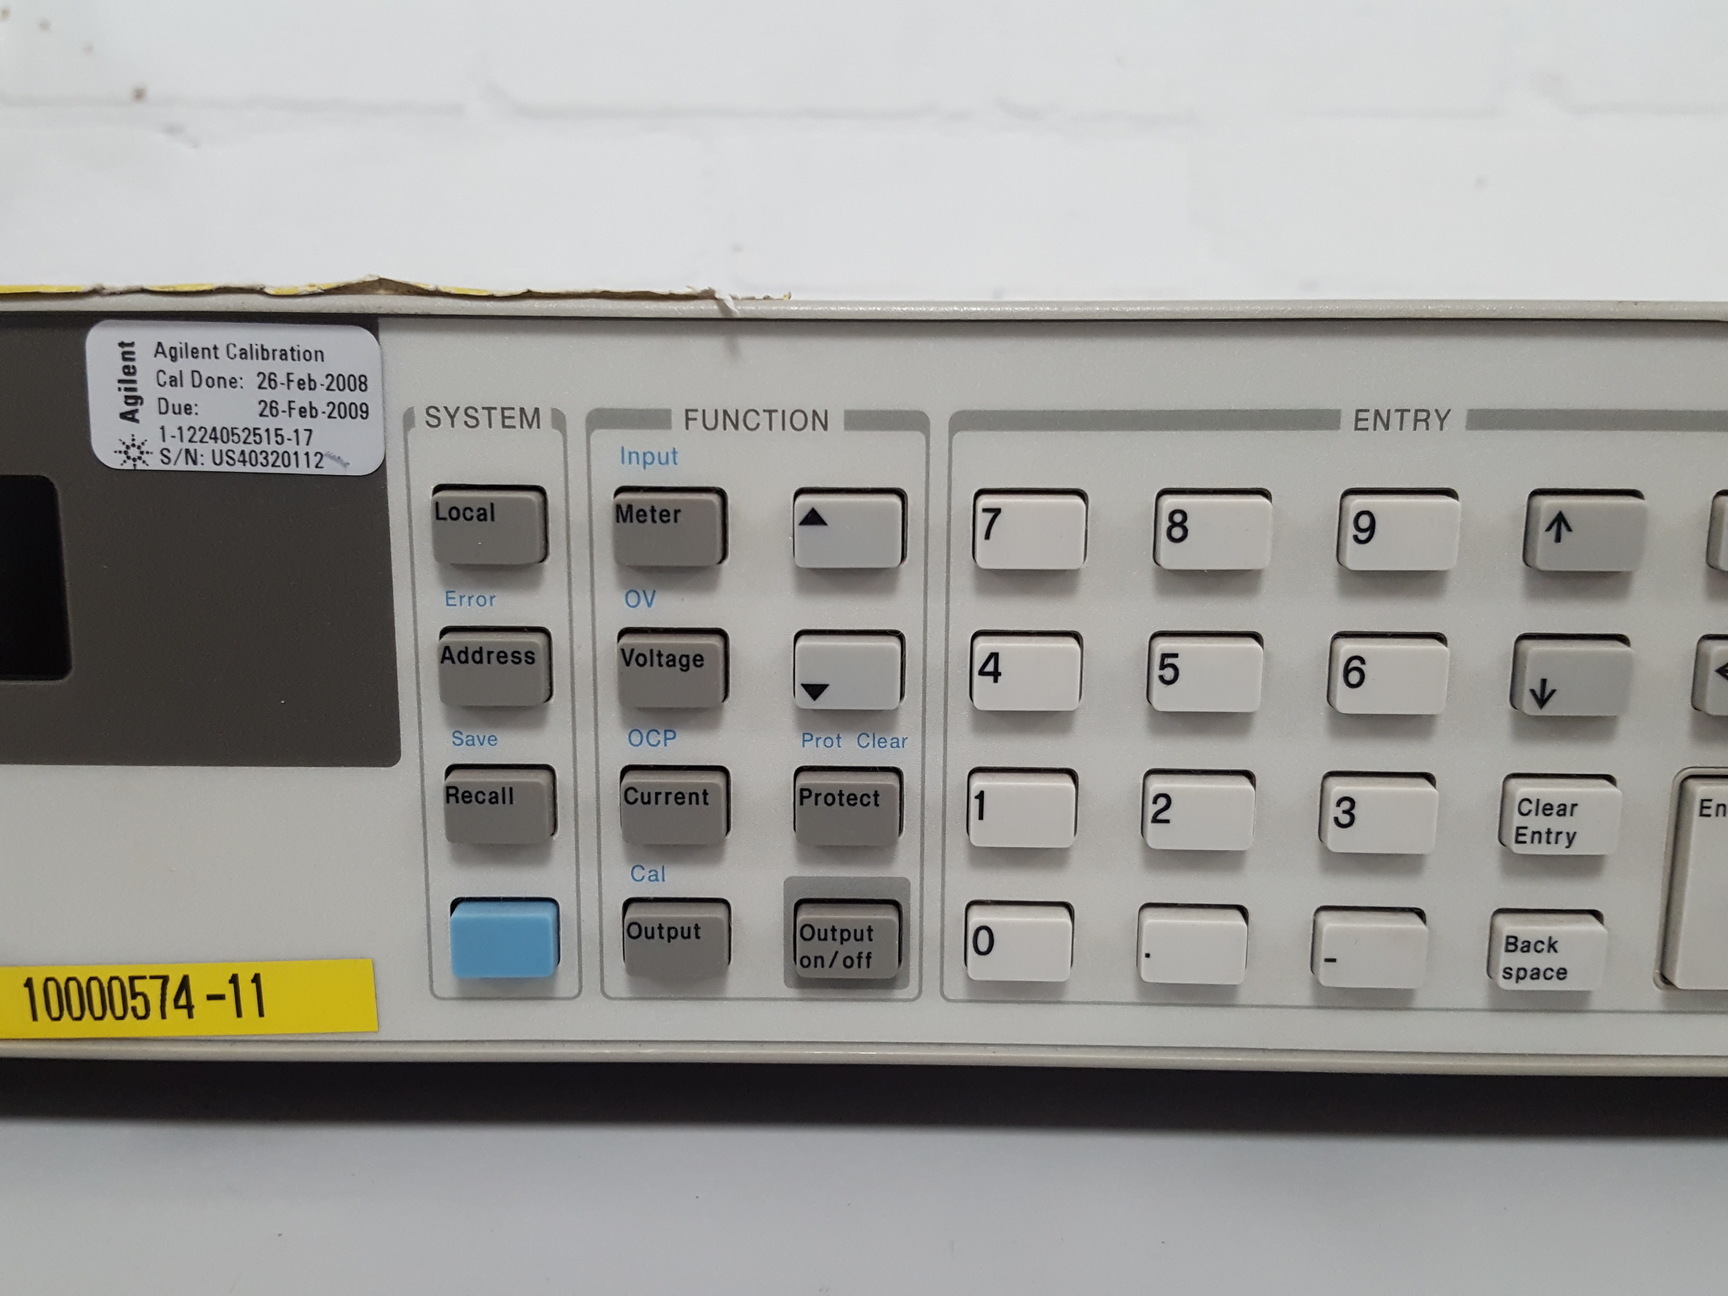 Agilent
Agilent Calibration
Cal Done: 26-Feb-2008
Due: 26-Feb-2009
1-1224052515-17
S/N: US40320112
10000574-11
SYSTEM
Local
Error
Address
Save
Recall
FUNCTION
Input
Meter
▲
OV
Voltage
▼
OCP
Prot Clear
Current
Protect
Cal
Output
Output
on/off
ENTRY
7 8 9 ↑
4 5 6 ↓
1 2 3
Clear
Entry
0 . -
Back
space